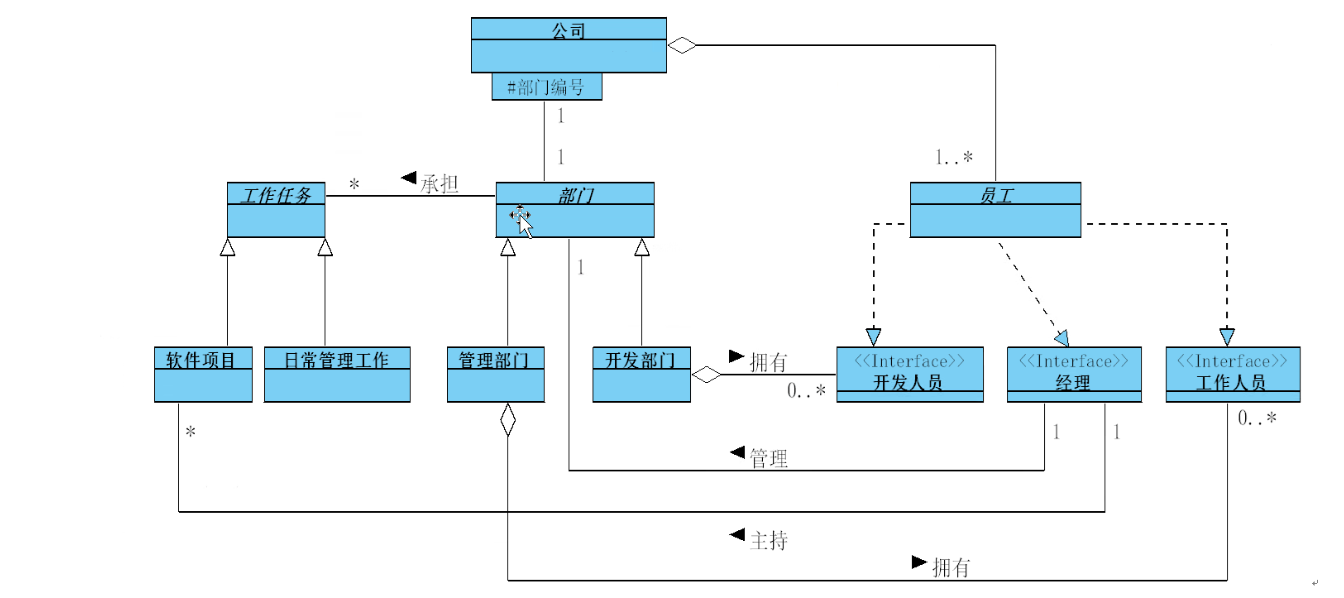 公司
#部门编号
1
1
1..*
工作任务
*
承担
部门
员工
1
软件项目
日常管理工作
管理部门
开发部门
拥有
0..*
<<Interface>>
开发人员
<<Interface>>
经理
<<Interface>>
工作人员
*
管理
1
1
0..*
主持
拥有